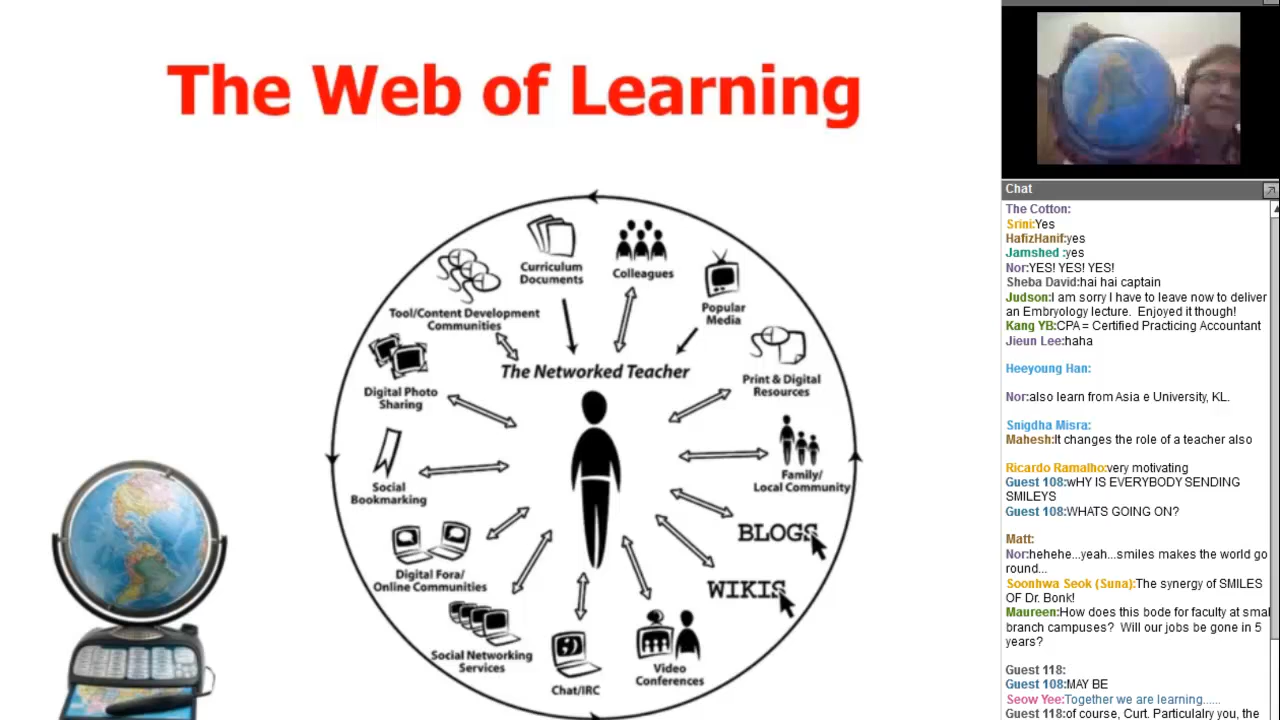 The Web of Learning
Curriculum
Documents
Colleagues
Popular
Media
Tool/Content Development
Communities
Print & Digital
Resources
Digital Photo
Sharing
The Networked Teacher
Family/
Local Community
Social
Bookmarking
BLOGS
WIKIS
Digital Fora/
Online Communities
Social Networking
Services
Chat/IRC
Video
Conferences
Chat
The Cotton:
Srini:Yes
HafizHanif:yes
Jamshed :yes
Nor:YES! YES! YES!
Sheba David:hai hai captain
Judson:I am sorry I have to leave now to deliver
an Embryology lecture. Enjoyed it though!
Kang YB:CPA = Certified Practicing Accountant
Jieun Lee:haha
Heeyoung Han:
Nor:also learn from Asia e University, KL.
Snigdha Misra:
Mahesh:It changes the role of a teacher also
Ricardo Ramalho:very motivating
Guest 108:wHY IS EVERYBODY SENDING
SMILEYS
Guest 108:WHATS GOING ON?
Matt:
Nor:hehehe...yeah...smiles makes the world go
round...
Soonhwa Seok (Suna):The synergy of SMILES
OF Dr. Bonk!
Maureen:How does this bode for faculty at smal
branch campuses? Will our jobs be gone in 5
years?
Guest 118:
Guest 108:MAY BE
Seow Yee:Together we are learning......
Guest 118:of course, Curt. Particulalry you, the